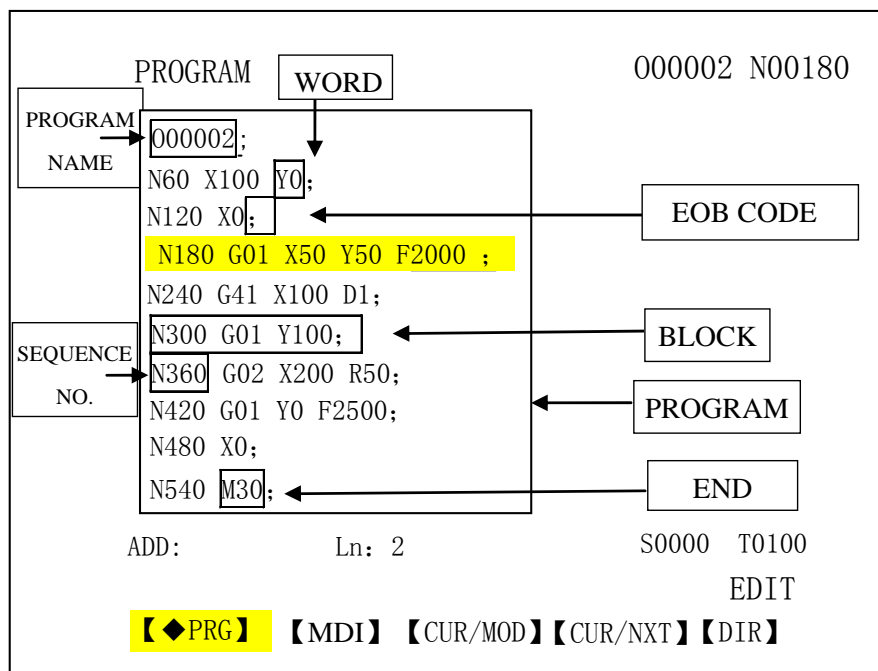 PROGRAM
WORD
O00002 N00180
PROGRAM
NAME
O00002;
N60 X100 Y0;
N120 X0;
EOB CODE
N180 G01 X50 Y50 F2000 ;
N240 G41 X100 D1;
N300 G01 Y100;
BLOCK
SEQUENCE
NO.
N360 G02 X200 R50;
N420 G01 Y0 F2500;
PROGRAM
N480 X0;
N540 M30;
END
ADD: Ln: 2 S0000 T0100
EDIT
【◆PRG】 【MDI】 【CUR/MOD】【CUR/NXT】【DIR】